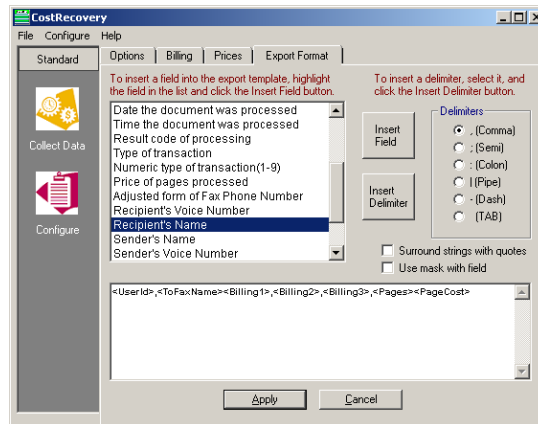 CostRecovery
File Configure Help
Standard
Options Billing Prices Export Format
To insert a field into the export template, highlight
the field in the list and click the Insert Field button.
To insert a delimiter, select it, and
click the Insert Delimiter button.
Date the document was processed
Time the document was processed
Result code of processing
Type of transaction
Numeric type of transaction(1-9)
Price of pages processed
Adjusted form of Fax Phone Number
Recipient's Voice Number
Recipient's Name
Sender's Name
Sender's Voice Number
Insert
Field
Insert
Delimiter
Delimiters
, (Comma)
; (Semi)
: (Colon)
| (Pipe)
- (Dash)
(TAB)
Collect Data
Configure
Surround strings with quotes
Use mask with field
<UserId>,<ToFaxName><Billing1>,<Billing2>,<Billing3>,<Pages><PageCost>
Apply
Cancel